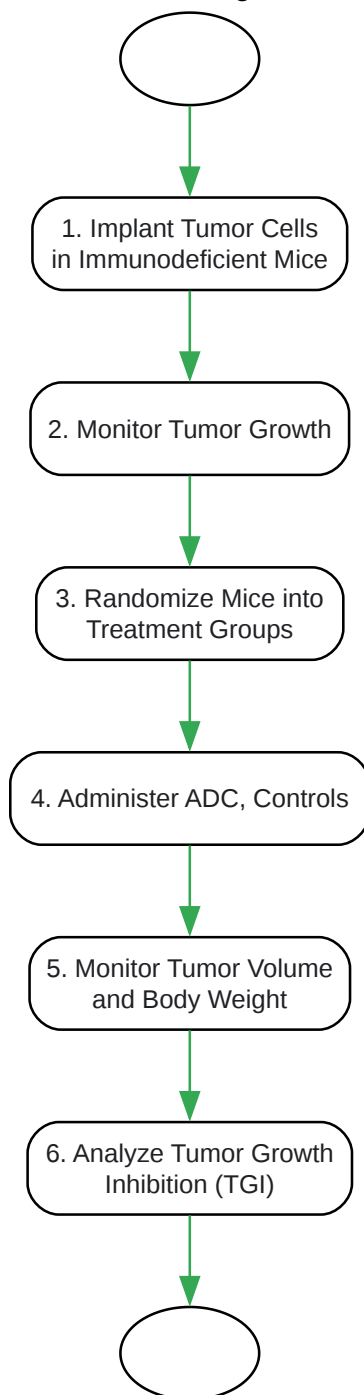 1. Implant Tumor Cells
in Immunodeficient Mice
2. Monitor Tumor Growth
3. Randomize Mice into
Treatment Groups
4. Administer ADC, Controls
5. Monitor Tumor Volume
and Body Weight
6. Analyze Tumor Growth
Inhibition (TGI)